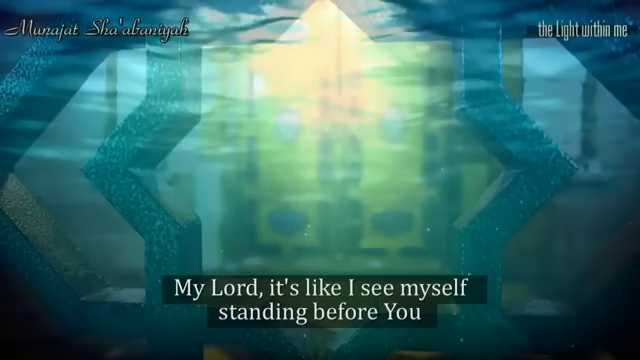 Munajat Sha'abaniyah
the Light within me
My Lord, it's like I see myself
standing before You